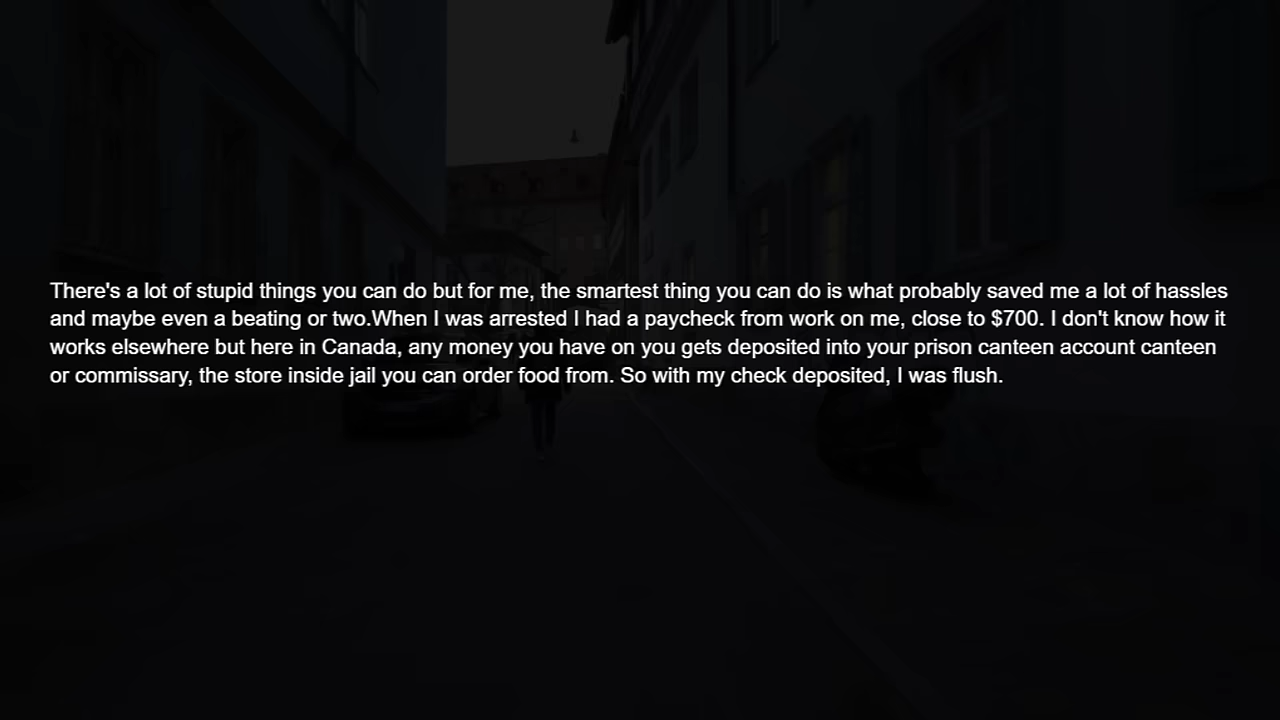 There's a lot of stupid things you can do but for me, the smartest thing you can do is what probably saved me a lot of hassles
and maybe even a beating or two.When I was arrested I had a paycheck from work on me, close to $700. I don't know how it
works elsewhere but here in Canada, any money you have on you gets deposited into your prison canteen account canteen
or commissary, the store inside jail you can order food from. So with my check deposited, I was flush.